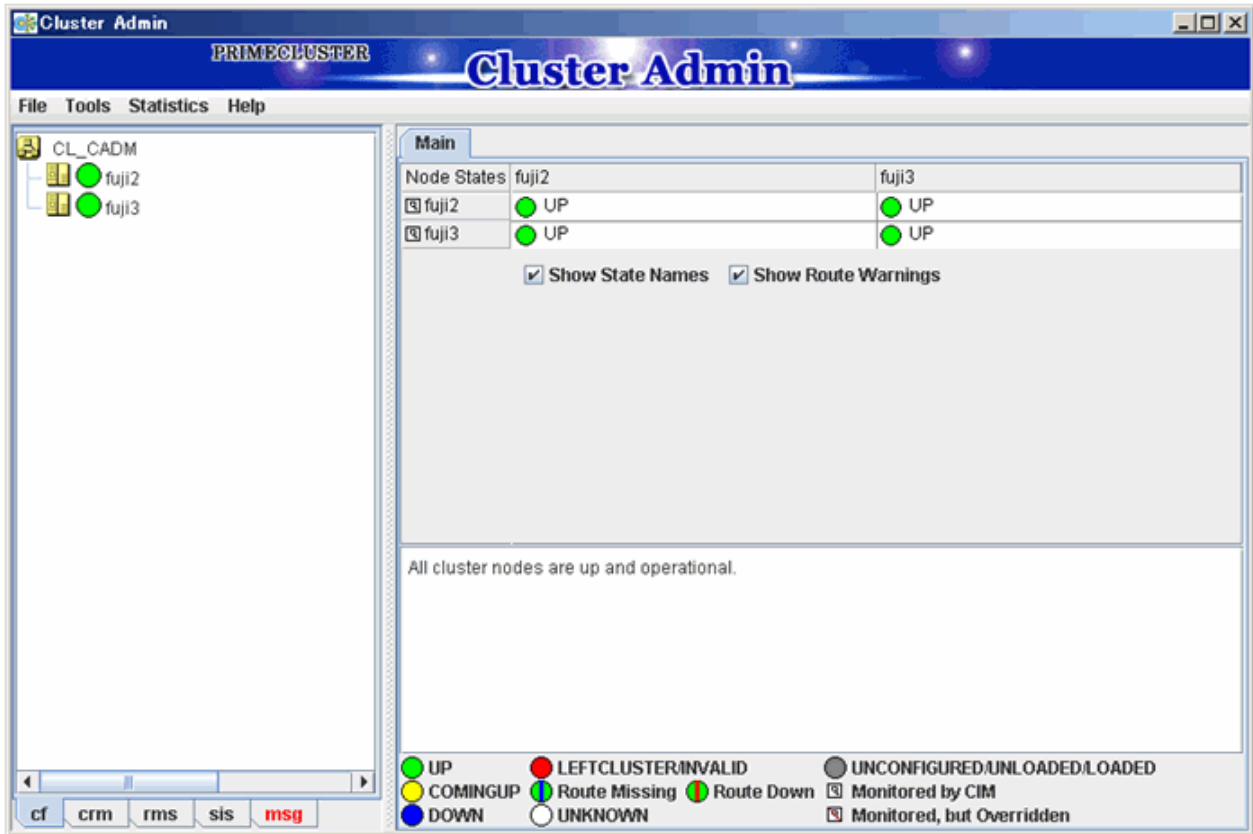 Cluster Admin
PRIMECLUSTER
Cluster Admin
File Tools Statistics Help
CL_CADM
fuji2
fuji3
Main
Node States fuji2 fuji3
fuji2 UP UP
fuji3 UP UP
Show State Names Show Route Warnings
All cluster nodes are up and operational.
UP LEFTCLUSTER/INVALID UNCONFIGURED/UNLOADED/LOADED
COMINGUP Route Missing Route Down Monitored by CIM
DOWN UNKNOWN Monitored, but Overridden
cf crm rms sis msg